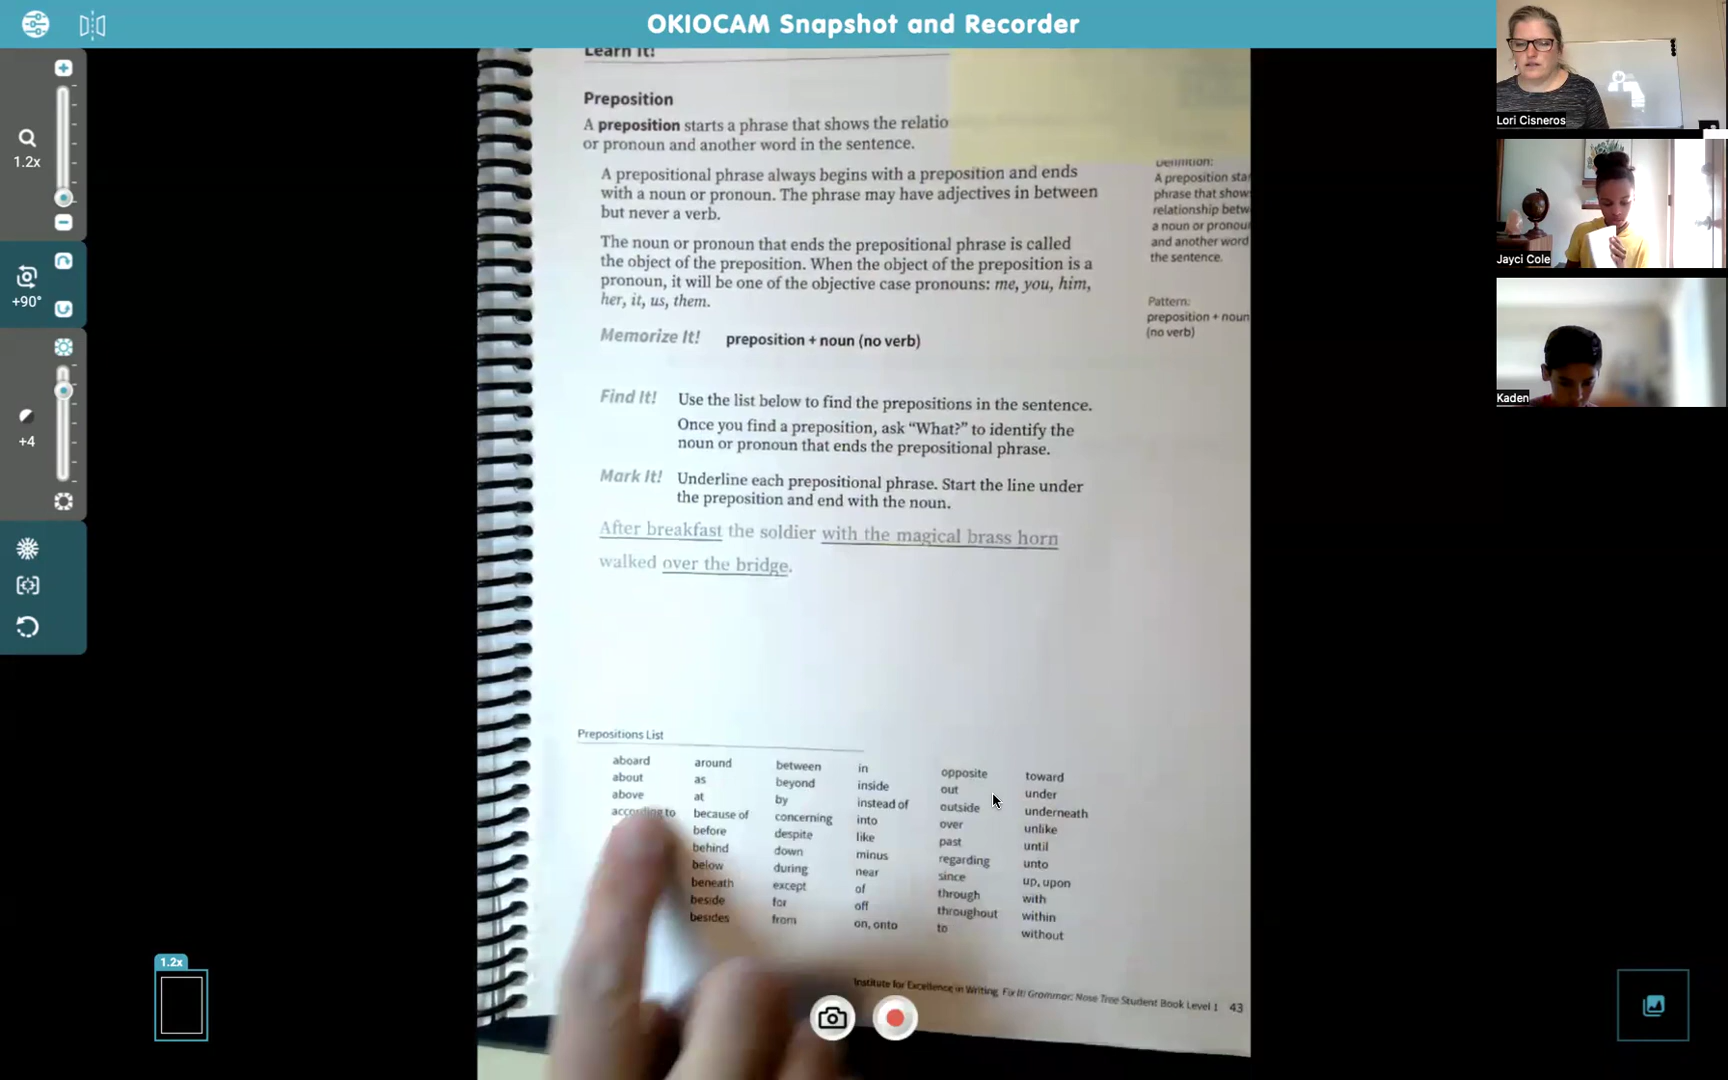 OKIOCAM Snapshot and Recorder
1.2x
+90°
+4
1.2x
Learn It!
Preposition
A preposition starts a phrase that shows the relatio
or pronoun and another word in the sentence.
A prepositional phrase always begins with a preposition and ends
with a noun or pronoun. The phrase may have adjectives in between
but never a verb.
The noun or pronoun that ends the prepositional phrase is called
the object of the preposition. When the object of the preposition is a
pronoun, it will be one of the objective case pronouns: me, you, him,
her, it, us, them.
Memorize It! preposition + noun (no verb)
Find It! Use the list below to find the prepositions in the sentence.
Once you find a preposition, ask “What?” to identify the
noun or pronoun that ends the prepositional phrase.
Mark It! Underline each prepositional phrase. Start the line under
the preposition and end with the noun.
After breakfast the soldier with the magical brass horn
walked over the bridge.
Definition:
A preposition sta
phrase that show
relationship betw
a noun or pronou
and another word
the sentence.
Pattern:
preposition + noun
(no verb)
Prepositions List
aboard around between in opposite toward
about as beyond inside out under
above at by instead of outside underneath
according to because of concerning into over unlike
before despite like past until
behind down minus regarding unto
below during near since up, upon
beneath except of through with
beside for off throughout within
besides from on, onto to without
Institute for Excellence in Writing, Fix It! Grammar: Nose Tree Student Book Level 1 43
Lori Cisneros
Jayci Cole
Kaden